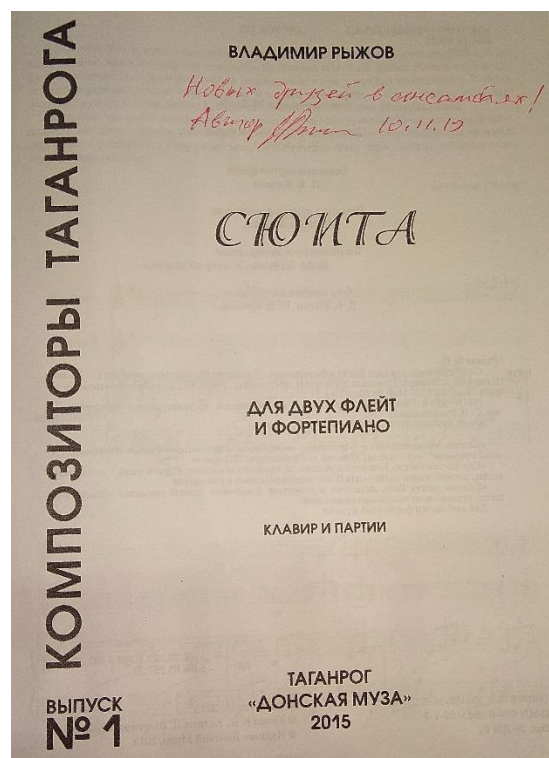 ВЛАДИМИР РЫЖОВ
Новых друзей в ансамблях!
Автор 10.11.19
СЮИТА
ДЛЯ ДВУХ ФЛЕЙТ
И ФОРТЕПИАНО
КЛАВИР И ПАРТИИ
ТАГАНРОГ
«ДОНСКАЯ МУЗА»
2015
КОМПОЗИТОРЫ ТАГАНРОГА
ВЫПУСК
№ 1